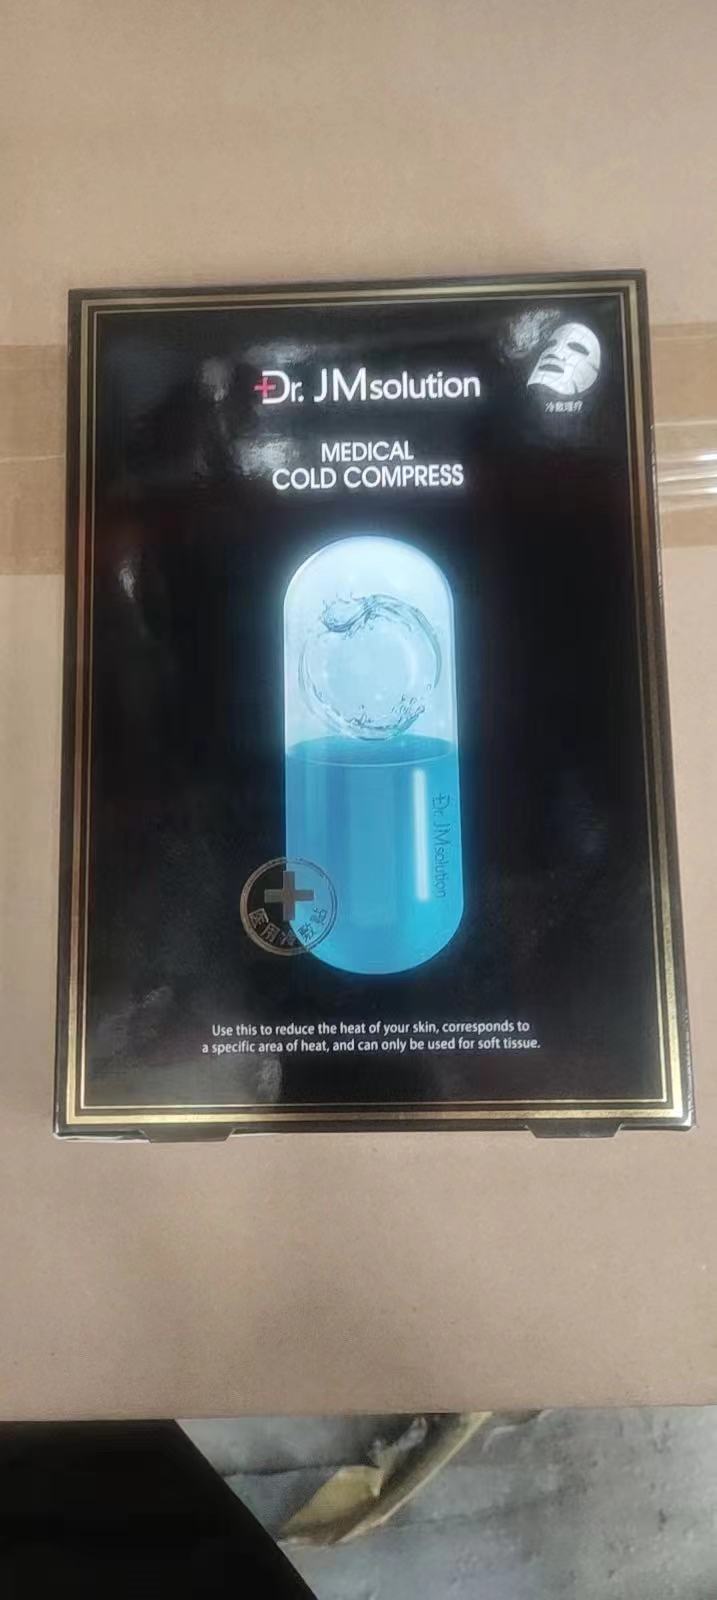 Dr. JMsolution
冷敷理疗
MEDICAL
COLD COMPRESS
Dr. JMsolution
医用冷敷贴
Use this to reduce the heat of your skin, corresponds to
a specific area of heat, and can only be used for soft tissue.